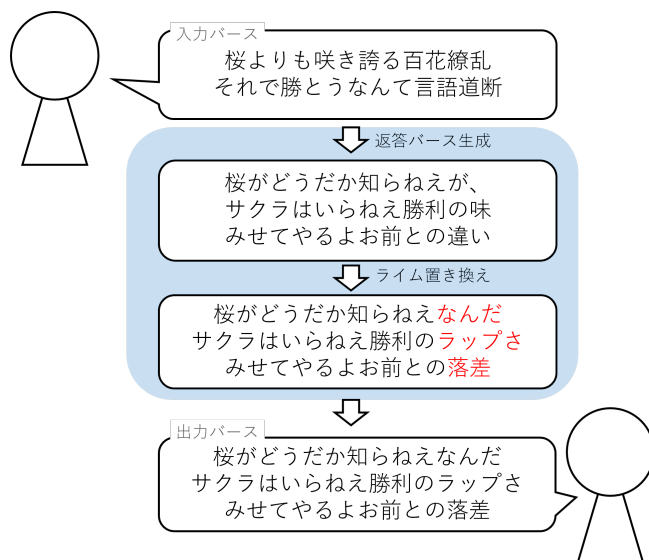 入力バース
桜よりも咲き誇る百花繚乱
それで勝とうなんて言語道断
返答バース生成
桜がどうだか知らねえが、
サクラはいらねえ勝利の味
みせてやるよお前との違い
ライム置き換え
桜がどうだか知らねえなんだ
サクラはいらねえ勝利のラップさ
みせてやるよお前との落差
出力バース
桜がどうだか知らねえなんだ
サクラはいらねえ勝利のラップさ
みせてやるよお前との落差